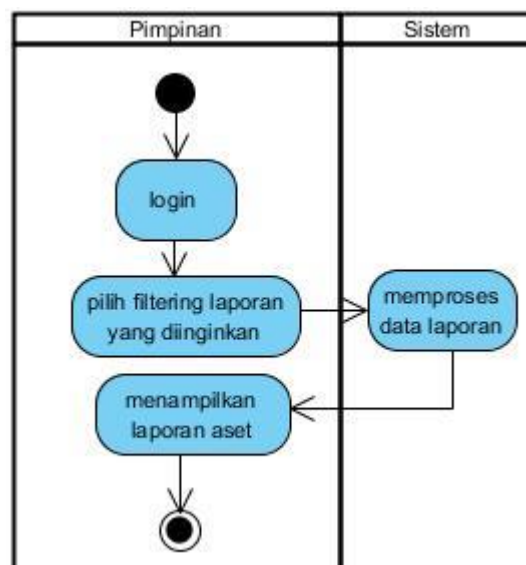 Pimpinan
Sistem
login
pilih filtering laporan
yang diinginkan
memproses
data laporan
menampilkan
laporan aset